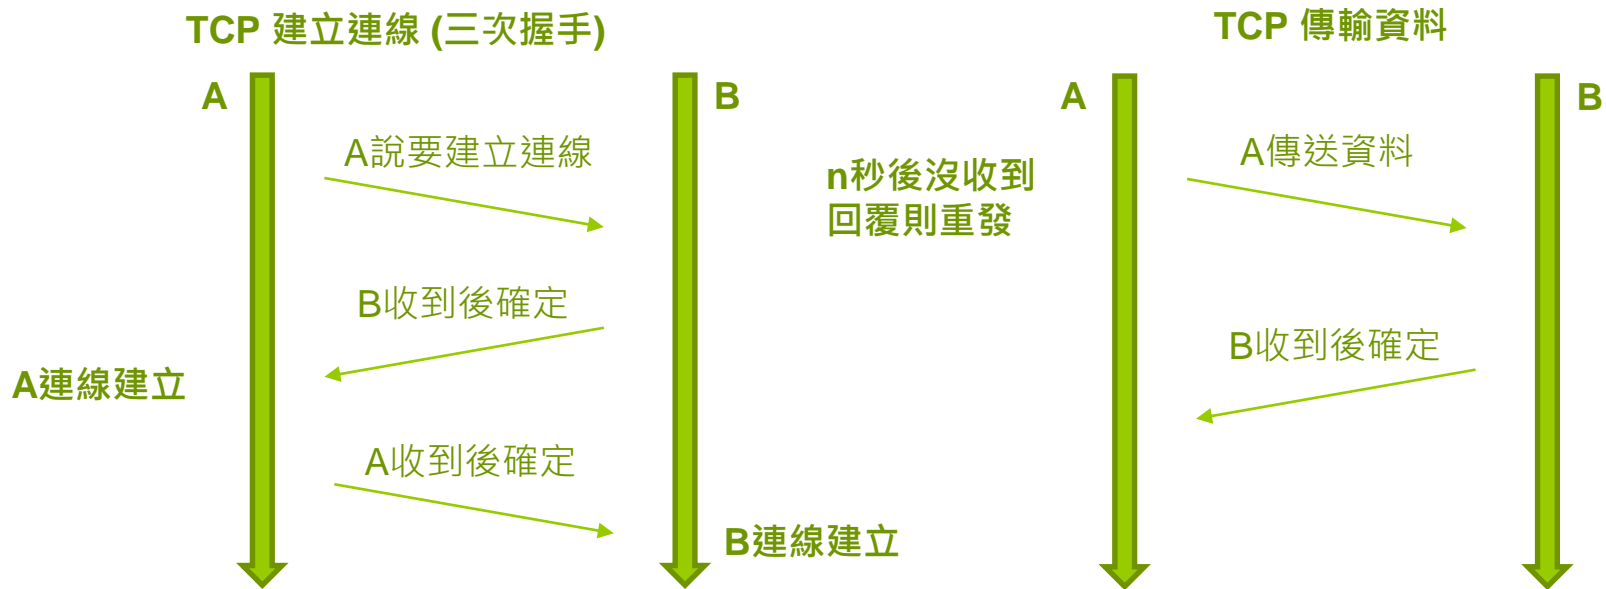 TCP 建立連線 (三次握手)
A
B
A說要建立連線
B收到後確定
A連線建立
A收到後確定
B連線建立
TCP 傳輸資料
A
B
n秒後沒收到
回覆則重發
A傳送資料
B收到後確定